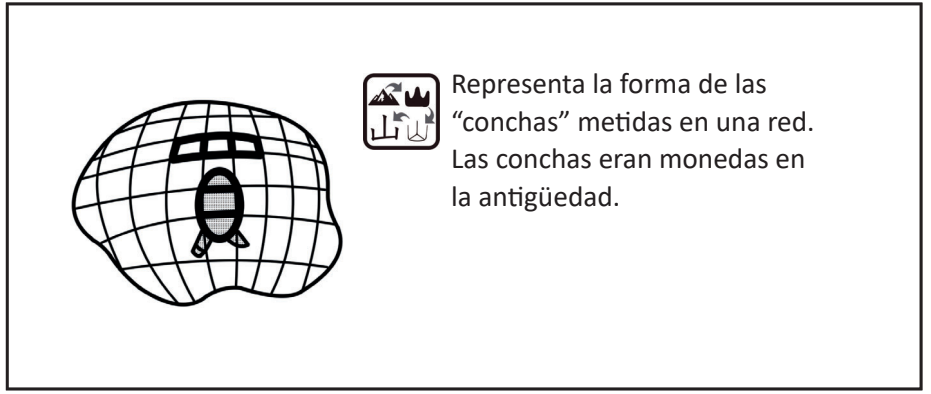 Representa la forma de las
“conchas” metidas en una red.
Las conchas eran monedas en
la antigüedad.